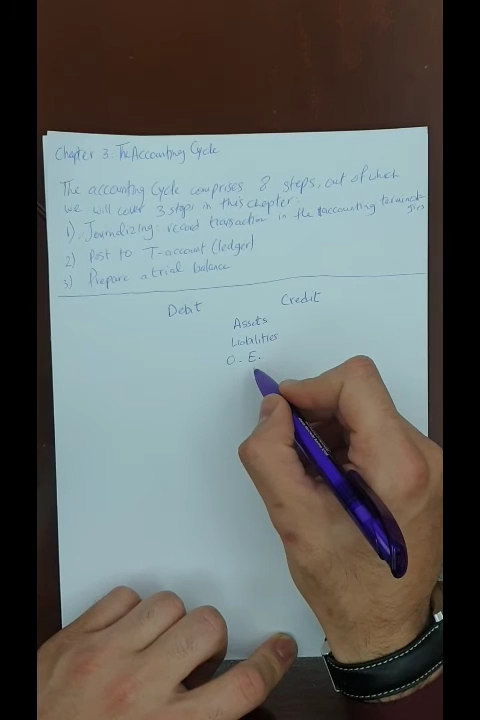 Chapter 3: The Accounting Cycle
The accounting cycle comprises 8 steps, out of which
we will cover 3 steps in this chapter:
1). Journalizing: record transaction in the accounting
2) Post to T-account (ledger)
3) Prepare a trial balance
Debit Credit
Assets
Liabilities
O. E.